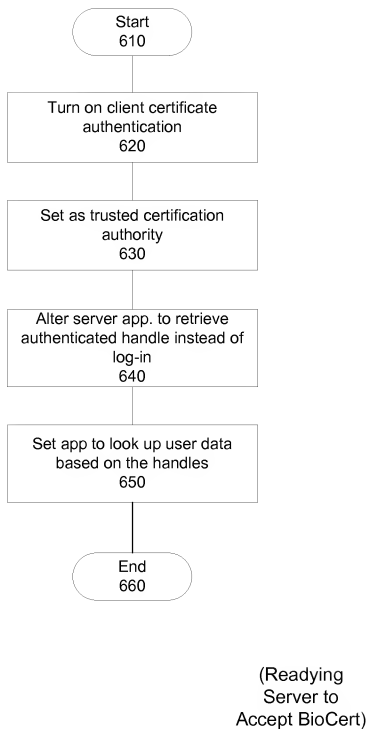 Start
610
Turn on client certificate
authentication
620
Set as trusted certification
authority
630
Alter server app. to retrieve
authenticated handle instead of
log-in
640
Set app to look up user data
based on the handles
650
End
660
(Readying
Server to
Accept BioCert)